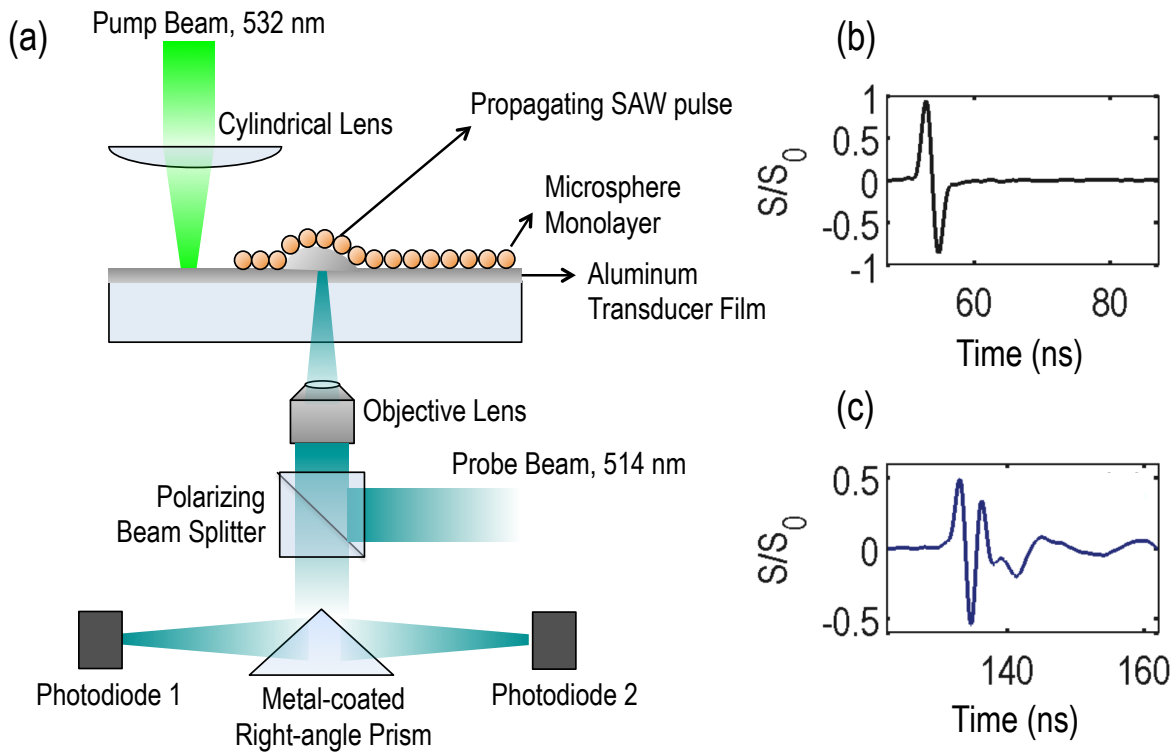 (a)
Pump Beam, 532 nm
Cylindrical Lens
Propagating SAW pulse
Microsphere
Monolayer
Aluminum
Transducer Film
Objective Lens
Probe Beam, 514 nm
Polarizing
Beam Splitter
Photodiode 1
Metal-coated
Right-angle Prism
Photodiode 2
(b)
S/S0
1
0.5
0
-0.5
-1
60
80
Time (ns)
(c)
S/S0
0.5
0
-0.5
140
160
Time (ns)